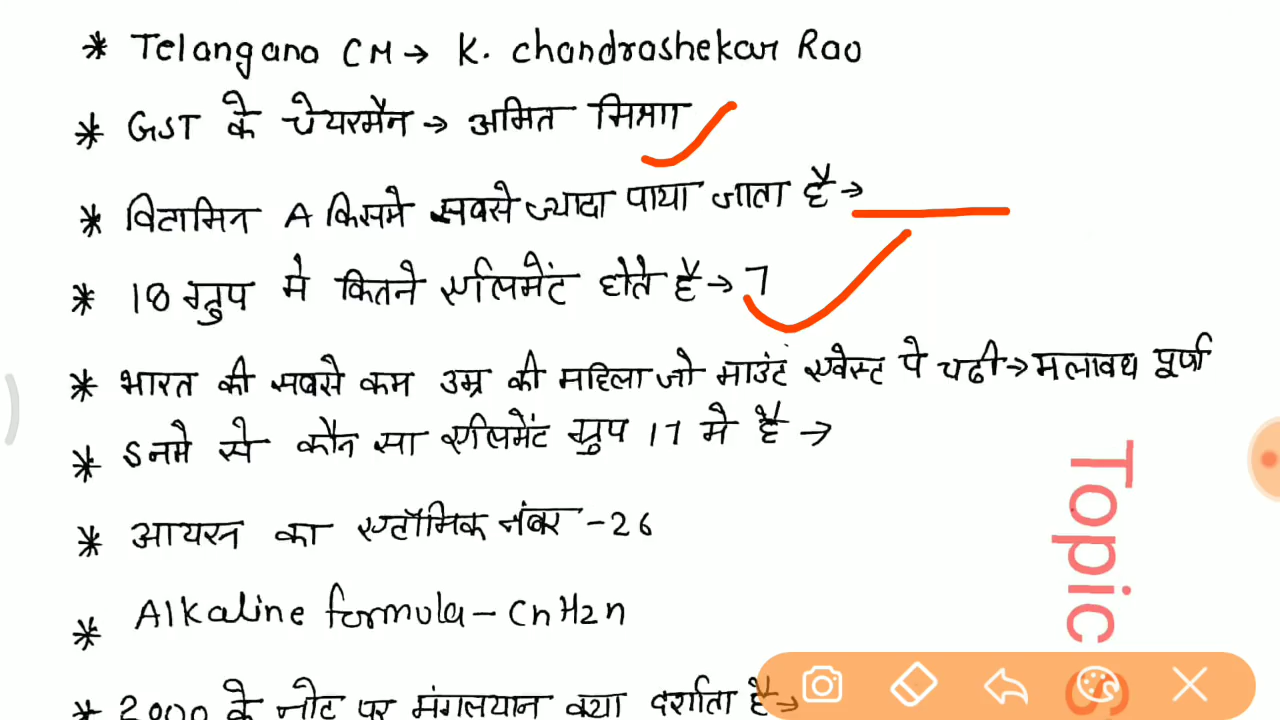 * Telangana CM → K. chandrashekar Rao
* GST के चेयरमैन → अमित मिश्रा
* विटामिन A किसमे सबसे ज्यादा पाया जाता है →
* 18 ग्रुप मे कितने एलिमेंट होते है → 7
* भारत की सबसे कम उम्र की महिला जो माउंट एवेस्ट पे चढी → मलावथ पूर्णा
* इनमे से कौन सा एलिमेंट ग्रुप 17 मे है →
* आयरन का एटॉमिक नंबर - 26
* Alkaline formula - CnH2n
* 2000 के नोट पर मंगलयान क्या दर्शाता है →
Topic